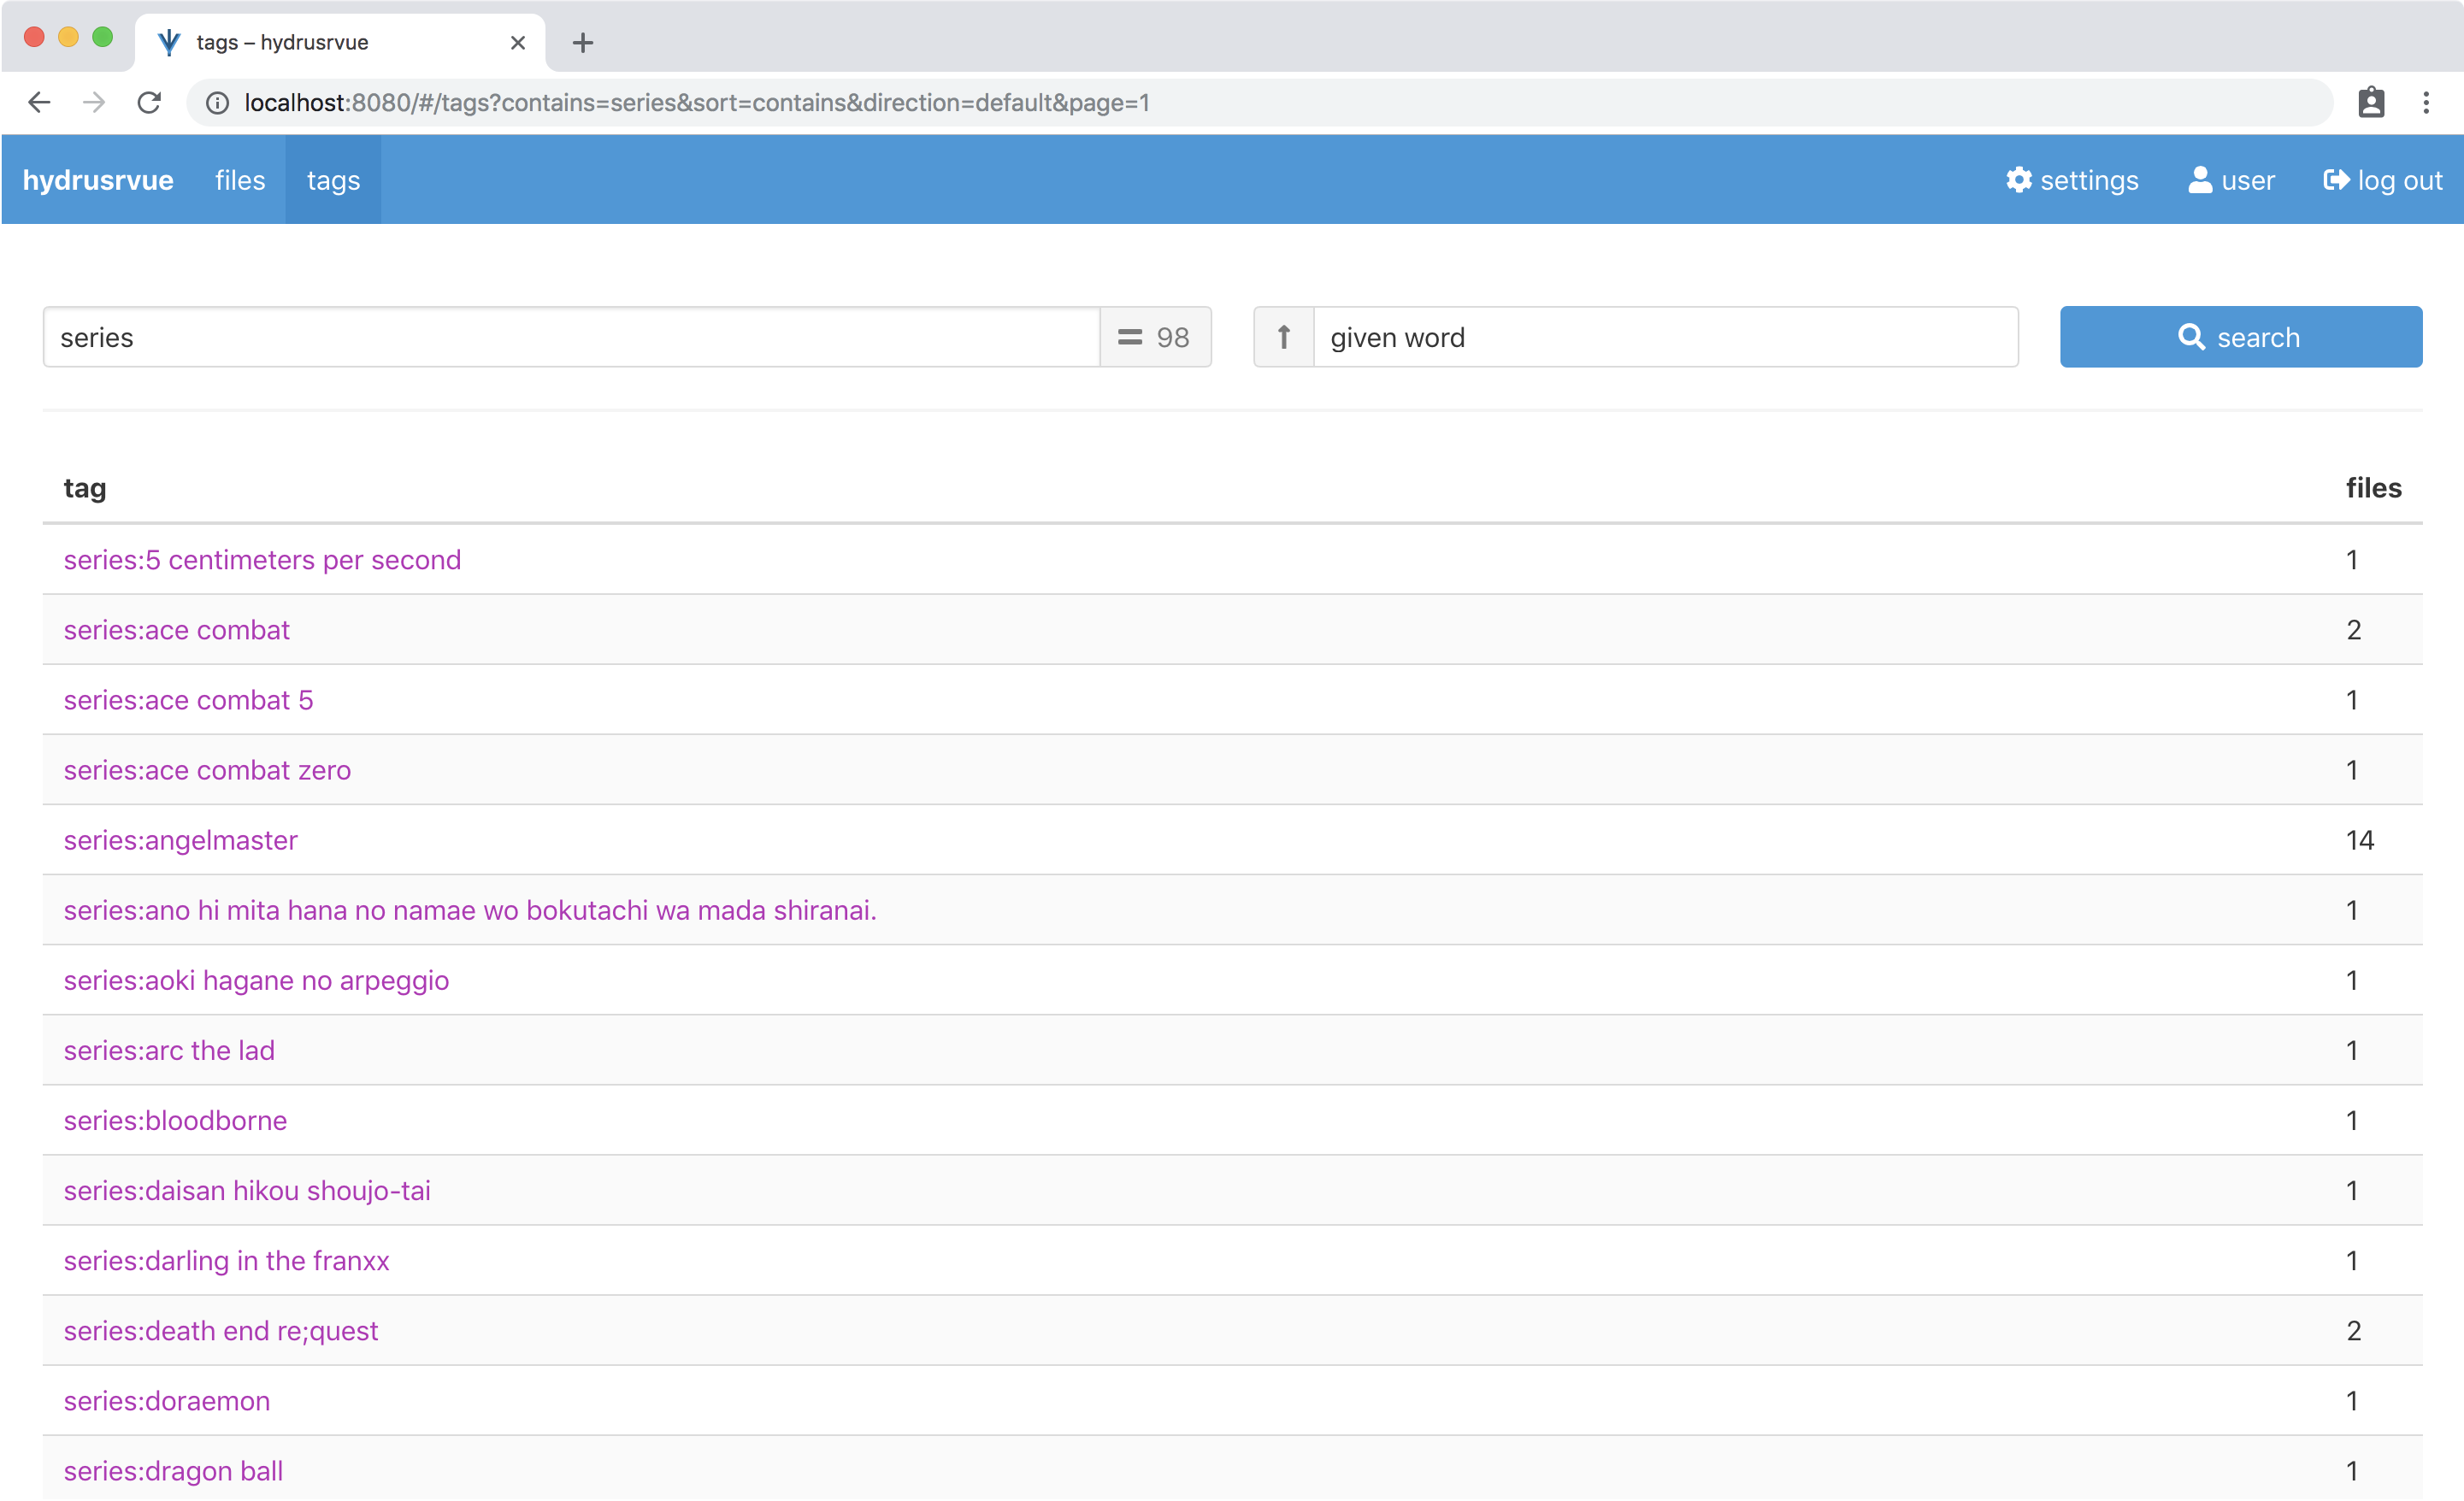 tags – hydrusrvue
localhost:8080/#/tags?contains=series&sort=contains&direction=default&page=1
hydrusrvue files tags settings user log out
series = 98 given word search
tag files
series:5 centimeters per second 1
series:ace combat 2
series:ace combat 5 1
series:ace combat zero 1
series:angelmaster 14
series:ano hi mita hana no namae wo bokutachi wa mada shiranai. 1
series:aoki hagane no arpeggio 1
series:arc the lad 1
series:bloodborne 1
series:daisan hikou shoujo-tai 1
series:darling in the franxx 1
series:death end re;quest 2
series:doraemon 1
series:dragon ball 1